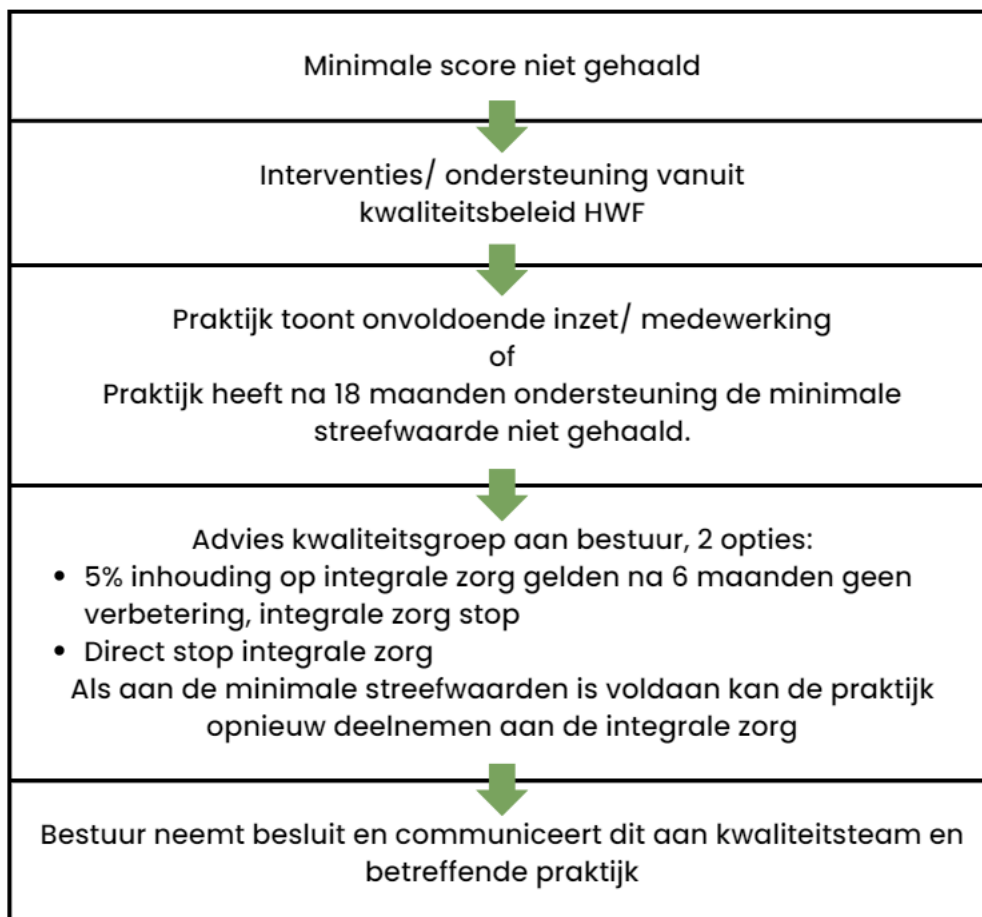 Minimale score niet gehaald
Interventies/ ondersteuning vanuit
kwaliteitsbeleid HWF
Praktijk toont onvoldoende inzet/ medewerking
of
Praktijk heeft na 18 maanden ondersteuning de minimale
streefwaarde niet gehaald.
Advies kwaliteitsgroep aan bestuur, 2 opties:
• 5% inhouding op integrale zorg gelden na 6 maanden geen
verbetering, integrale zorg stop
• Direct stop integrale zorg
Als aan de minimale streefwaarden is voldaan kan de praktijk
opnieuw deelnemen aan de integrale zorg
Bestuur neemt besluit en communiceert dit aan kwaliteitsteam en
betreffende praktijk